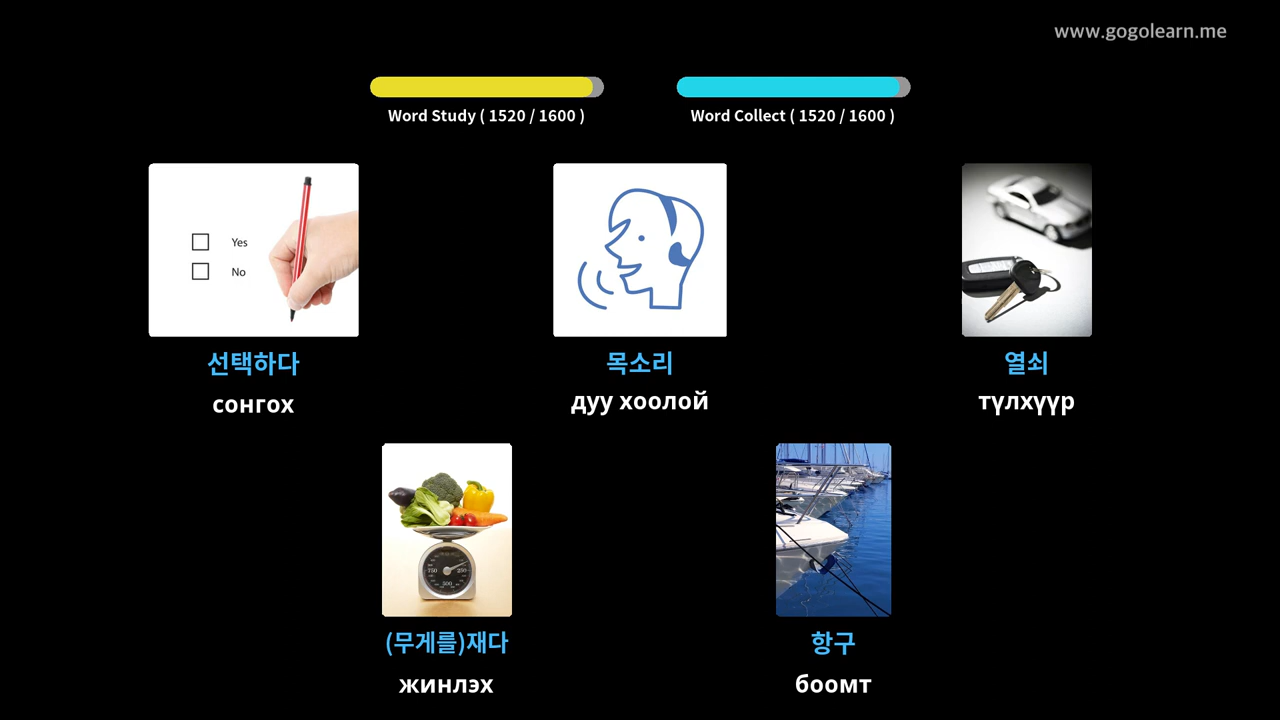 www.gogolearn.me
Word Study ( 1520 / 1600 )
Word Collect ( 1520 / 1600 )
Yes
No
선택하다
목소리
열쇠
сонгох
дуу хоолой
түлхүүр
(무게를)재다
항구
жинлэх
боомт